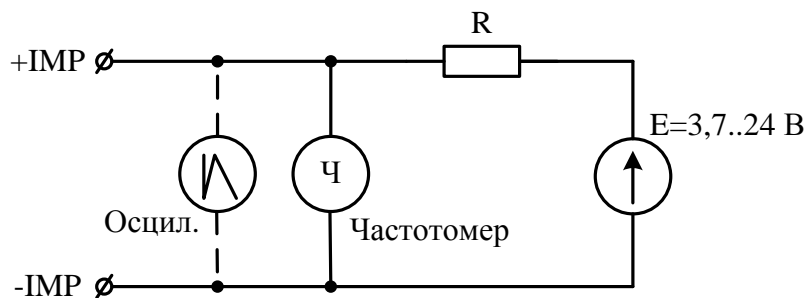 R
+IMP
E=3,7..24 В
Ч
Осцил.
Частотомер
-IMP